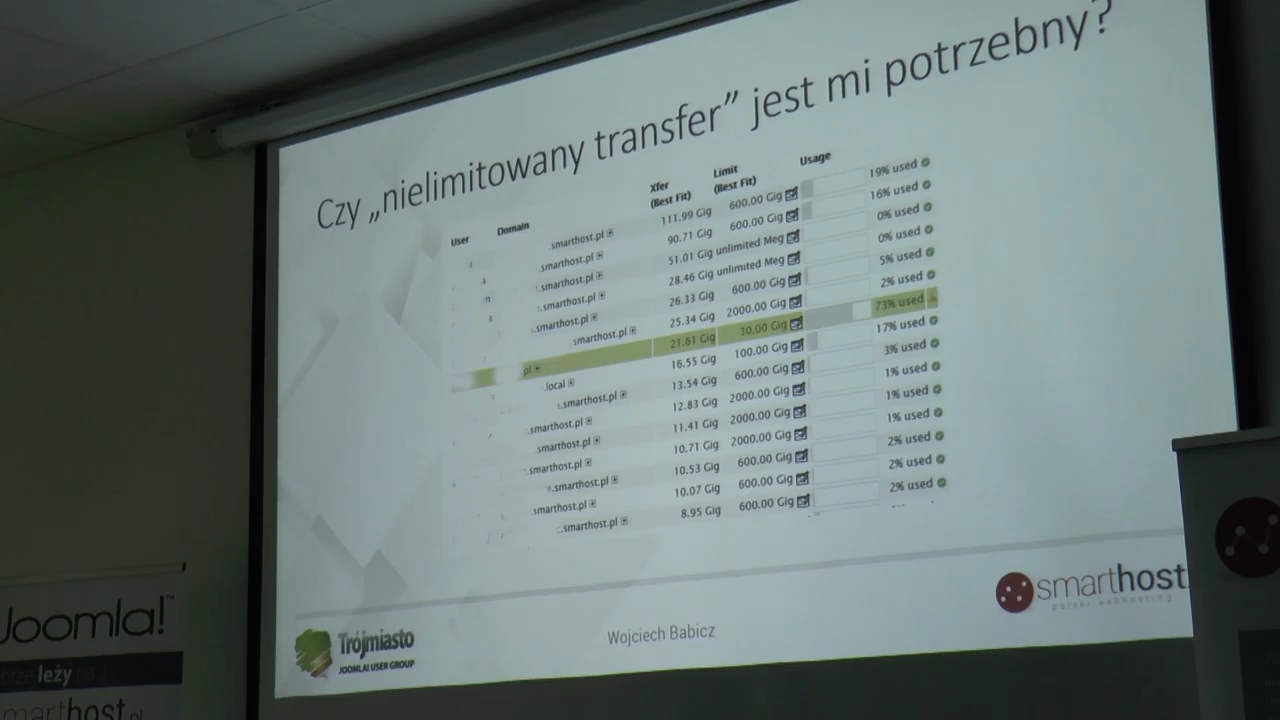 Czy „nielimitowany transfer” jest mi potrzebny?
User Domain Xfer (Best Fit) Limit (Best Fit) Usage
.smarthost.pl 111.99 Gig 600.00 Gig 19% used
.smarthost.pl 90.71 Gig 600.00 Gig 16% used
.smarthost.pl 51.01 Gig unlimited Meg 0% used
.smarthost.pl 28.46 Gig unlimited Meg 0% used
.smarthost.pl 26.33 Gig 600.00 Gig 5% used
smarthost.pl 25.34 Gig 2000.00 Gig 2% used
pl 21.61 Gig 30.00 Gig 73% used
local 16.55 Gig 100.00 Gig 17% used
.smarthost.pl 13.54 Gig 600.00 Gig 3% used
.smarthost.pl 12.83 Gig 2000.00 Gig 1% used
.smarthost.pl 11.41 Gig 2000.00 Gig 1% used
.smarthost.pl 10.71 Gig 2000.00 Gig 1% used
.smarthost.pl 10.53 Gig 600.00 Gig 2% used
.smarthost.pl 10.07 Gig 600.00 Gig 2% used
.smarthost.pl 8.95 Gig 600.00 Gig 2% used
smarthost
polski webhosting
Trójmiasto
JOOMLA! USER GROUP
Wojciech Babicz
Joomla!™
leży
marthost.pl